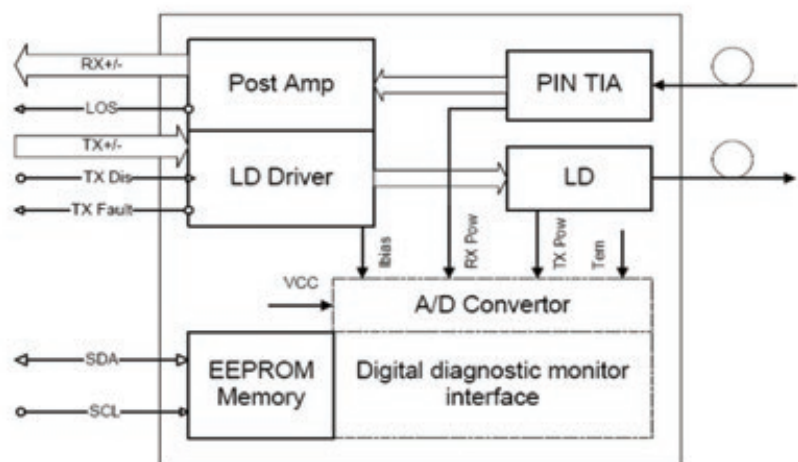 RX+/-
Post Amp
PIN TIA
LOS
TX+/-
TX Dis
LD Driver
LD
TX Fault
Ibias
RX Pow
TX Pow
Tem
VCC
A/D Convertor
SDA
EEPROM
Memory
Digital diagnostic monitor
interface
SCL